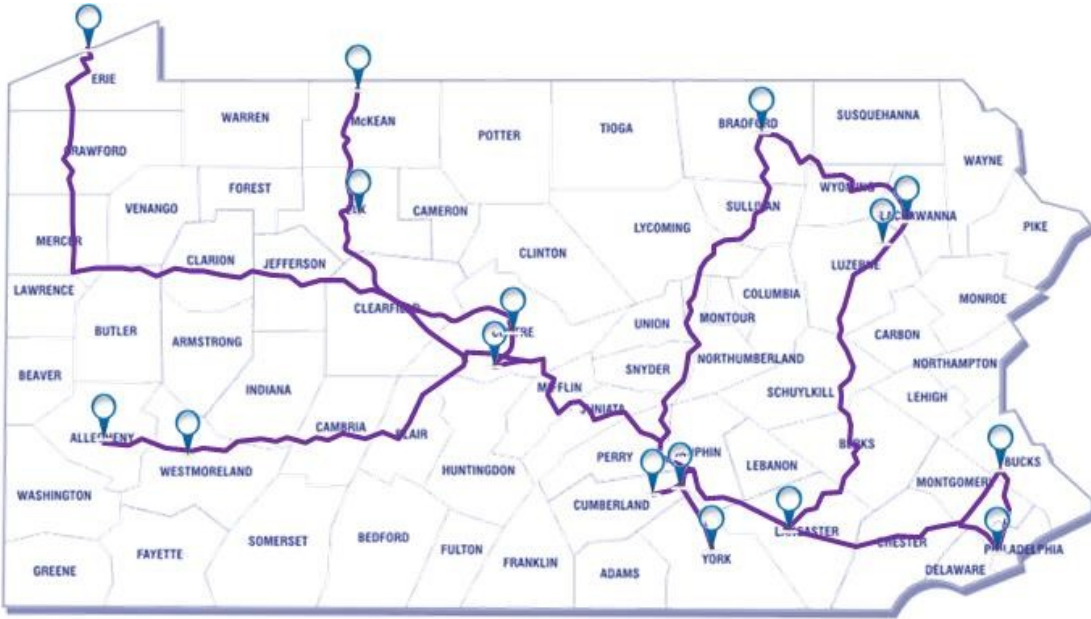 ERIE
WARREN
McKEAN
POTTER
TIOGA
BRADFORD
SUSQUEHANNA
WAYNE
CRAWFORD
FOREST
VENANGO
CAMERON
SULLIVAN
WYOMING
LACKAWANNA
PIKE
MERCER
CLARION
JEFFERSON
CLINTON
LYCOMING
LUZERNE
LAWRENCE
CLEARFIELD
COLUMBIA
MONROE
BUTLER
ARMSTRONG
UNION
MONTOUR
CARBON
BEAVER
INDIANA
MIFFLIN
SNYDER
NORTHUMBERLAND
NORTHAMPTON
SCHUYLKILL
LEHIGH
ALLEGHENY
CAMBRIA
BLAIR
JUNIATA
BERKS
WESTMORELAND
HUNTINGDON
PERRY
LEBANON
BUCKS
WASHINGTON
CUMBERLAND
MONTGOMERY
FAYETTE
SOMERSET
BEDFORD
FULTON
FRANKLIN
LANCASTER
CHESTER
PHILADELPHIA
GREENE
ADAMS
YORK
DELAWARE